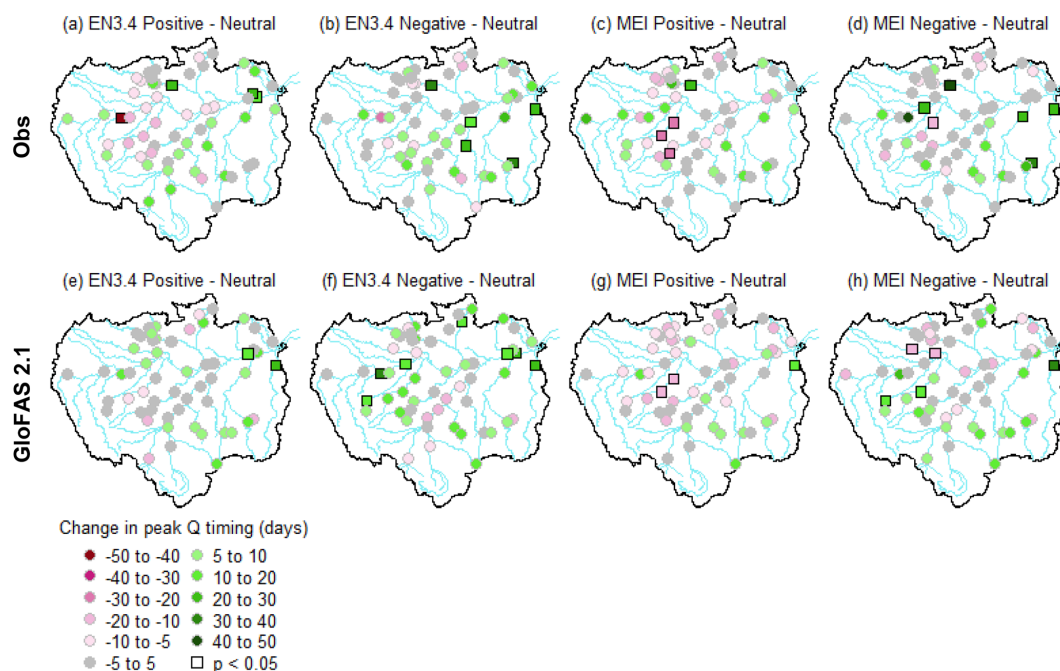 (a) EN3.4 Positive - Neutral
(b) EN3.4 Negative - Neutral
(c) MEI Positive - Neutral
(d) MEI Negative - Neutral
Obs
(e) EN3.4 Positive - Neutral
(f) EN3.4 Negative - Neutral
(g) MEI Positive - Neutral
(h) MEI Negative - Neutral
GloFAS 2.1
Change in peak Q timing (days)
-50 to -40
-40 to -30
-30 to -20
-20 to -10
-10 to -5
-5 to 5
5 to 10
10 to 20
20 to 30
30 to 40
40 to 50
p < 0.05